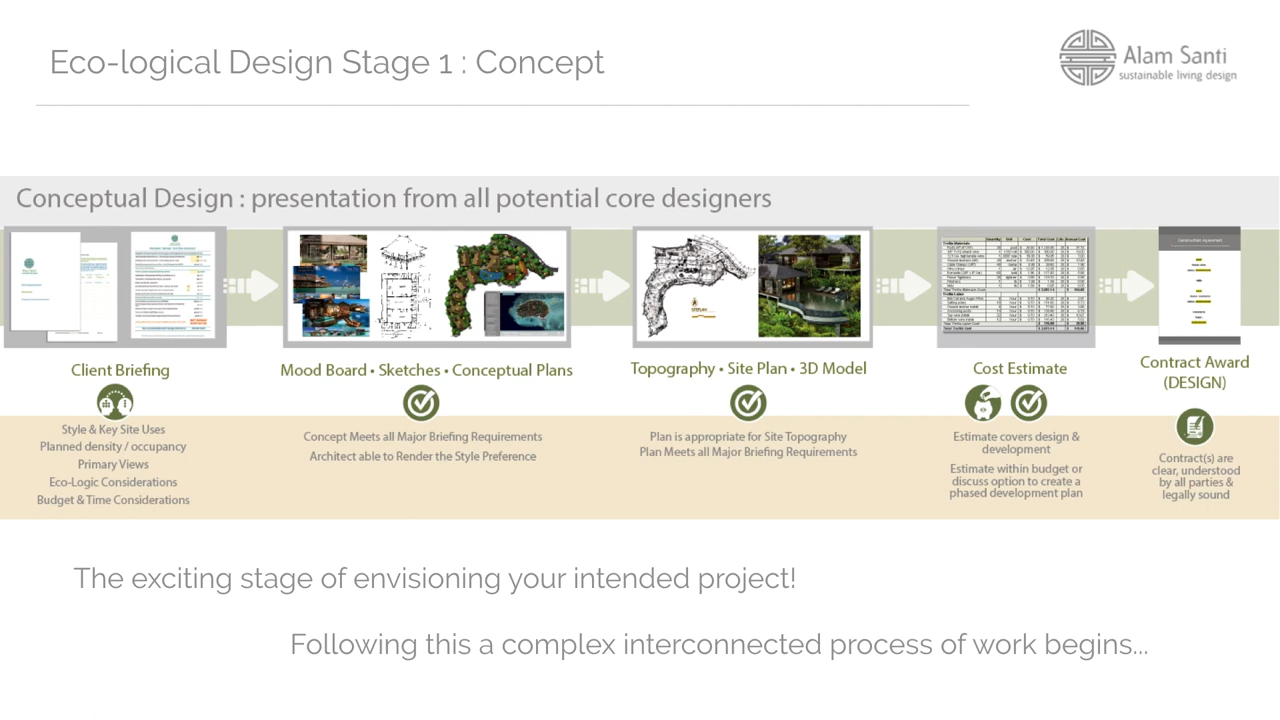 Eco-logical Design Stage 1 : Concept
Alam Santi
sustainable living design
Conceptual Design : presentation from all potential core designers
Client Briefing
Mood Board • Sketches • Conceptual Plans
Topography • Site Plan • 3D Model
Cost Estimate
Contract Award
(DESIGN)
Style & Key Site Uses
Planned density / occupancy
Primary Views
Eco-Logic Considerations
Budget & Time Considerations
Concept Meets all Major Briefing Requirements
Architect able to Render the Style Preference
Plan is appropriate for Site Topography
Plan Meets all Major Briefing Requirements
Estimate covers design &
development
Estimate within budget or
discuss option to create a
phased development plan
Contract(s) are
clear, understood
by all parties &
legally sound
The exciting stage of envisioning your intended project!
Following this a complex interconnected process of work begins...